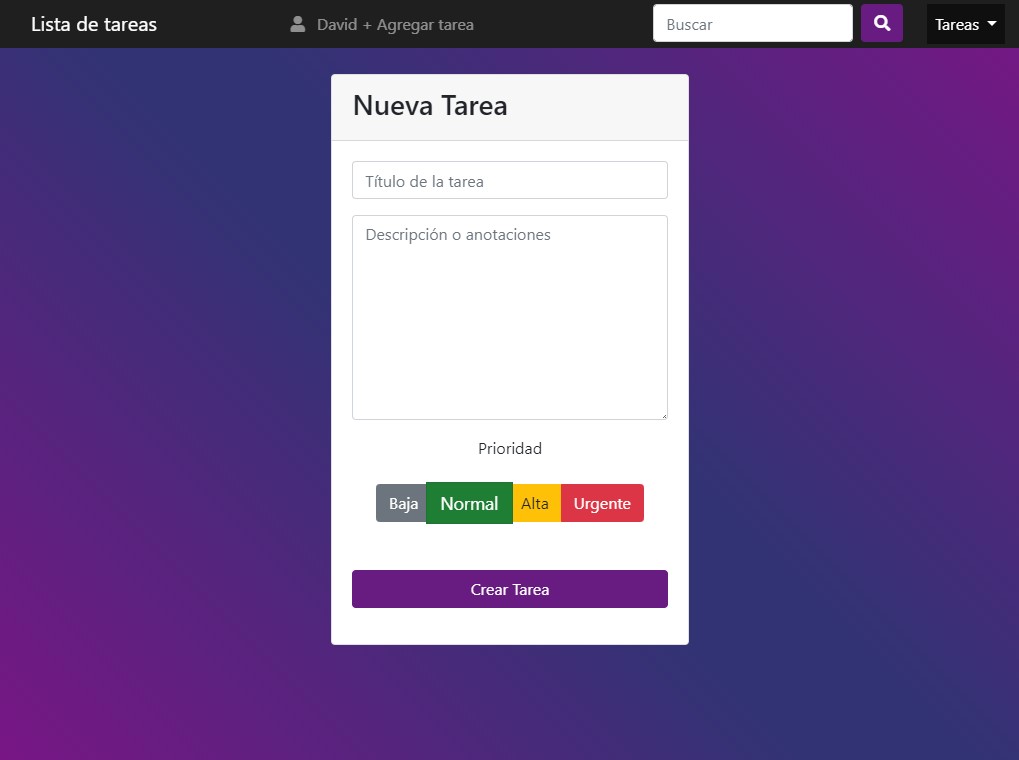 Lista de tareas
David + Agregar tarea
Buscar
Tareas
Nueva Tarea
Título de la tarea
Descripción o anotaciones
Prioridad
Baja Normal Alta Urgente
Crear Tarea